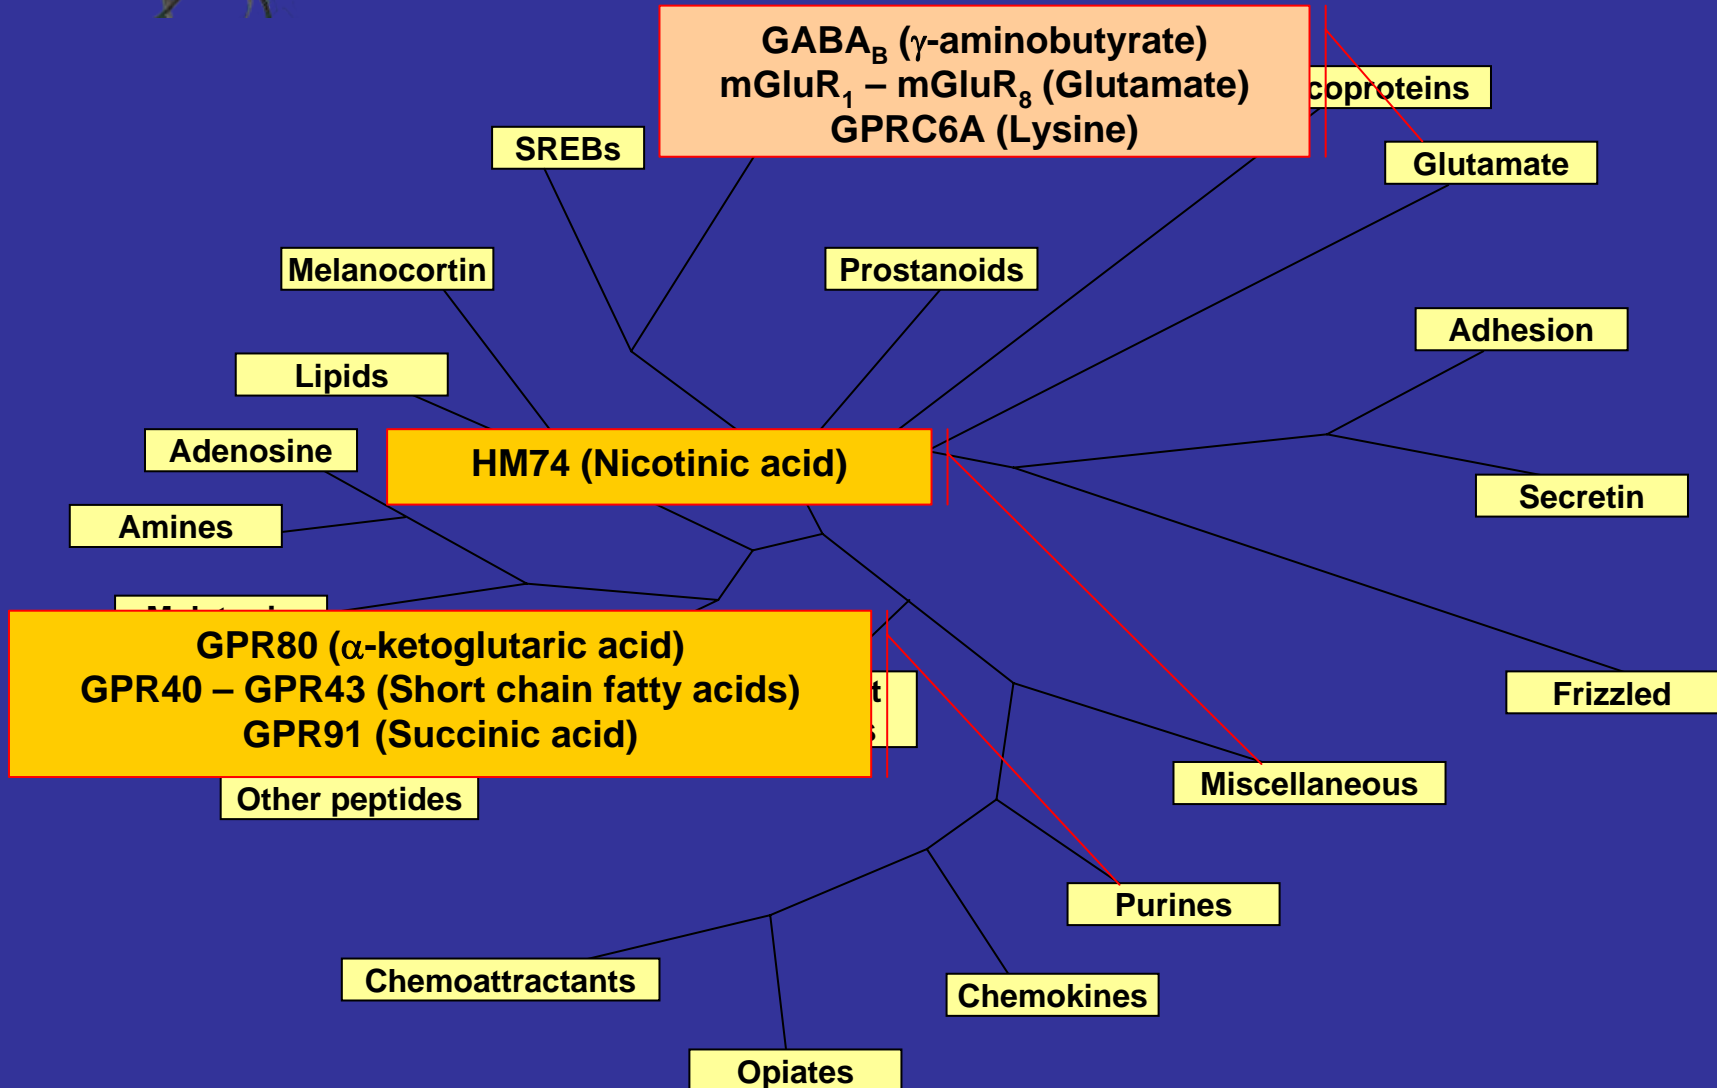 GABAB (γ-aminobutyrate)
mGluR1 – mGluR8 (Glutamate)
GPRC6A (Lysine)
coproteins
SREBs
Glutamate
Melanocortin
Prostanoids
Adhesion
Lipids
Adenosine
HM74 (Nicotinic acid)
Secretin
Amines
GPR80 (α-ketoglutaric acid)
GPR40 – GPR43 (Short chain fatty acids)
GPR91 (Succinic acid)
t
s
Frizzled
Miscellaneous
Other peptides
Purines
Chemoattractants
Chemokines
Opiates